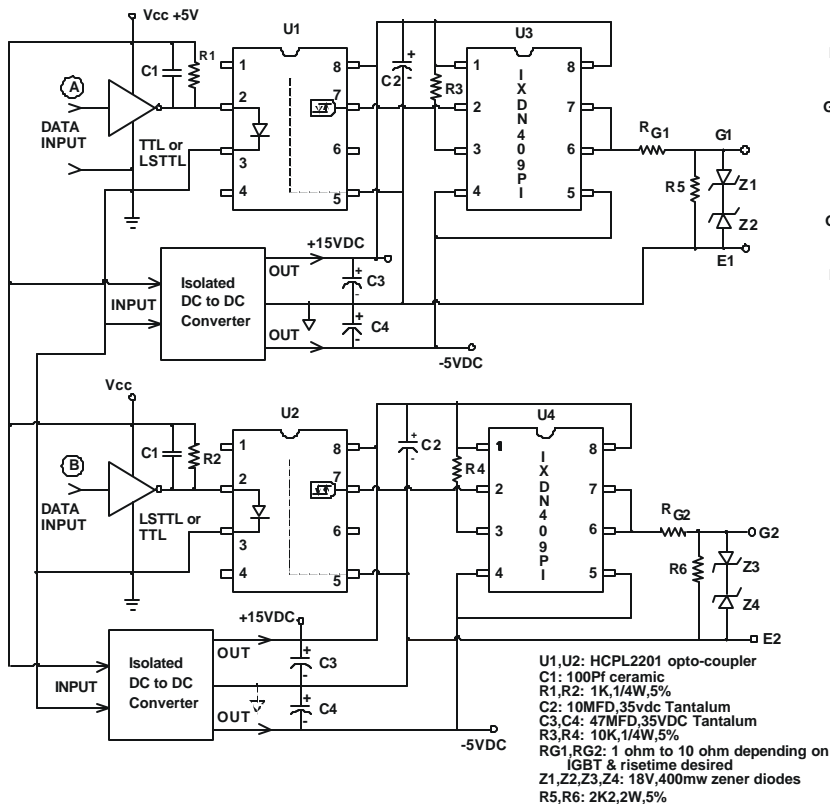 Vcc +5V
U1
U3
C1
R1
1
2
3
4
8
7
6
5
C2
+
-
R3
1
2
3
4
8
7
6
5
IXDN409PI
A
DATA
INPUT
TTL or
LSTTL
R G1
G1
R5
Z1
Z2
E1
+15VDC
OUT
INPUT
Isolated
DC to DC
Converter
OUT
+
C3
-
+
C4
-
-5VDC
Vcc
U2
U4
C1
R2
1
2
3
4
8
7
6
5
C2
+
-
R4
1
2
3
4
8
7
6
5
IXDN409PI
B
DATA
INPUT
LSTTL or
TTL
R G2
G2
R6
Z3
Z4
E2
+15VDC
OUT
INPUT
Isolated
DC to DC
Converter
OUT
+
C3
-
+
C4
-
-5VDC
U1,U2: HCPL2201 opto-coupler
C1: 100Pf ceramic
R1,R2: 1K,1/4W,5%
C2: 10MFD,35vdc Tantalum
C3,C4: 47MFD,35VDC Tantalum
R3,R4: 10K,1/4W,5%
RG1,RG2: 1 ohm to 10 ohm depending on
IGBT & risetime desired
Z1,Z2,Z3,Z4: 18V,400mw zener diodes
R5,R6: 2K2,2W,5%